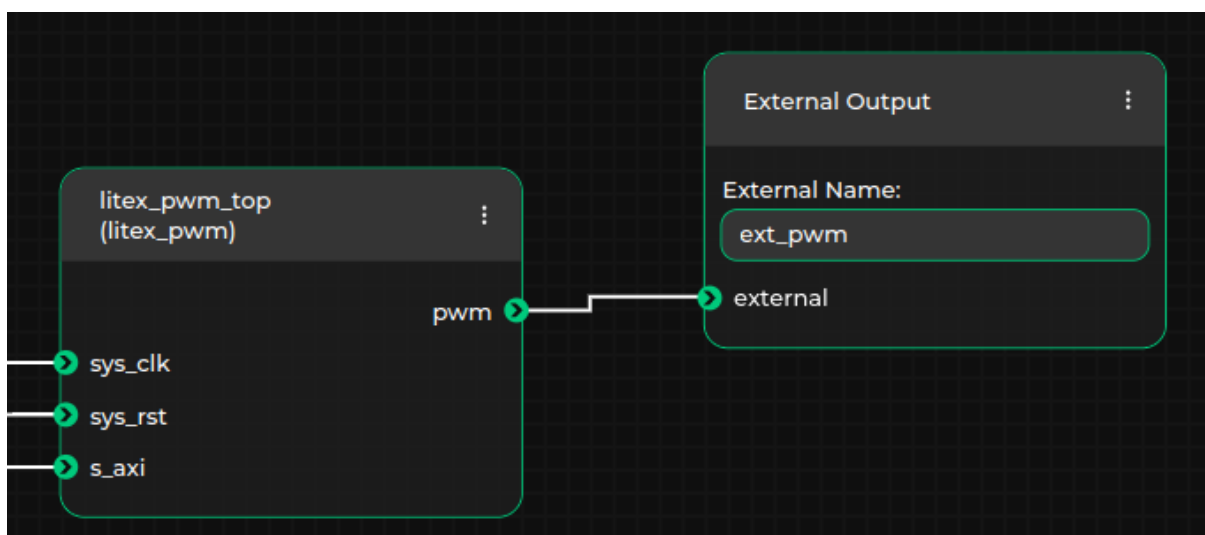 litex_pwm_top
(litex_pwm)
pwm
sys_clk
sys_rst
s_axi
External Output
External Name:
ext_pwm
external